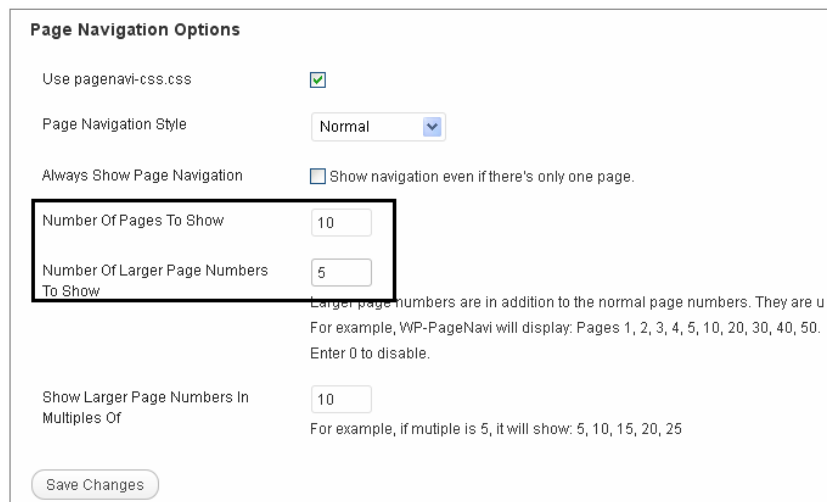 Page Navigation Options
Use pagenavi-css.css
Page Navigation Style
Normal
Always Show Page Navigation
Show navigation even if there's only one page.
Number Of Pages To Show
10
Number Of Larger Page Numbers
To Show
5
Larger page numbers are in addition to the normal page numbers. They are u
For example, WP-PageNavi will display: Pages 1, 2, 3, 4, 5, 10, 20, 30, 40, 50.
Enter 0 to disable.
Show Larger Page Numbers In
Multiples Of
10
For example, if mutiple is 5, it will show: 5, 10, 15, 20, 25
Save Changes